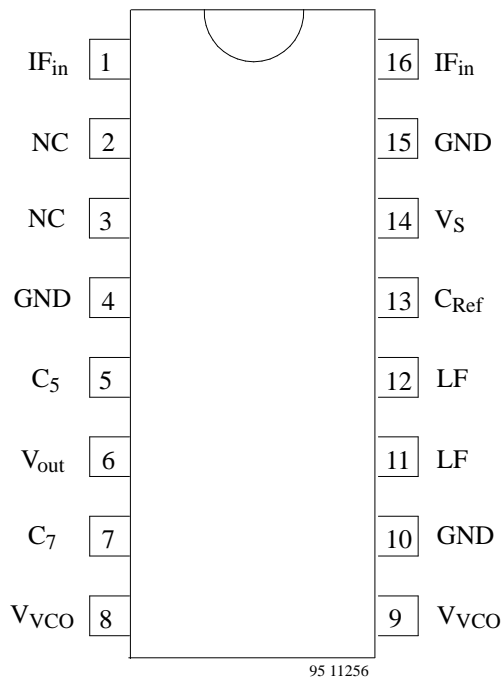 IFin 1 16 IFin
NC 2 15 GND
NC 3 14 VS
GND 4 13 CRef
C5 5 12 LF
Vout 6 11 LF
C7 7 10 GND
VVCO 8 9 VVCO
95 11256